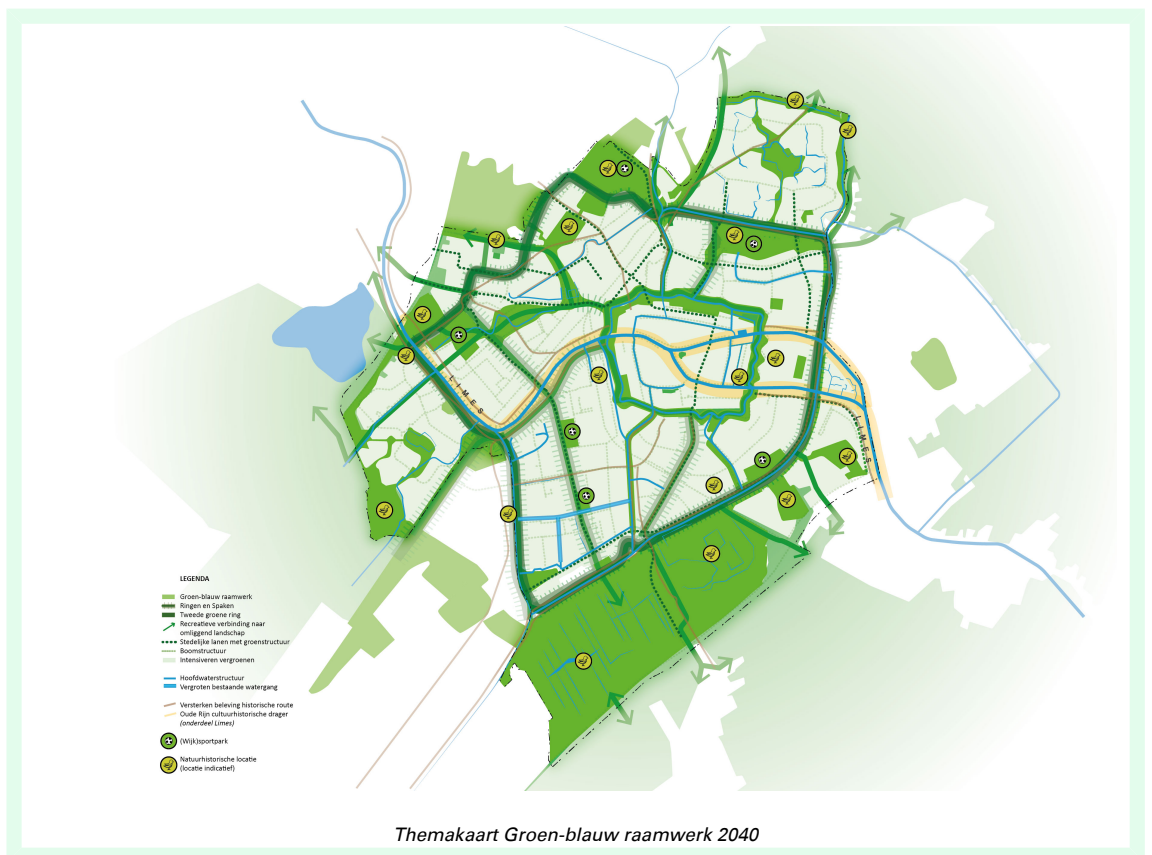 LIMES
LIMES
LEGENDA
Groen-blauw raamwerk
Ringen en Spaken
Tweede groene ring
Recreatieve verbinding naar
omliggend landschap
Stedelijke lanen met groenstructuur
Boomstructuur
Intensiveren vergroenen
Hoofdwaterstructuur
Vergroten bestaande watergang
Versterken beleving historische route
Oude Rijn cultuurhistorische drager
(onderdeel Limes)
(Wijk)sportpark
Natuurhistorische locatie
(locatie indicatief)
Themakaart Groen-blauw raamwerk 2040